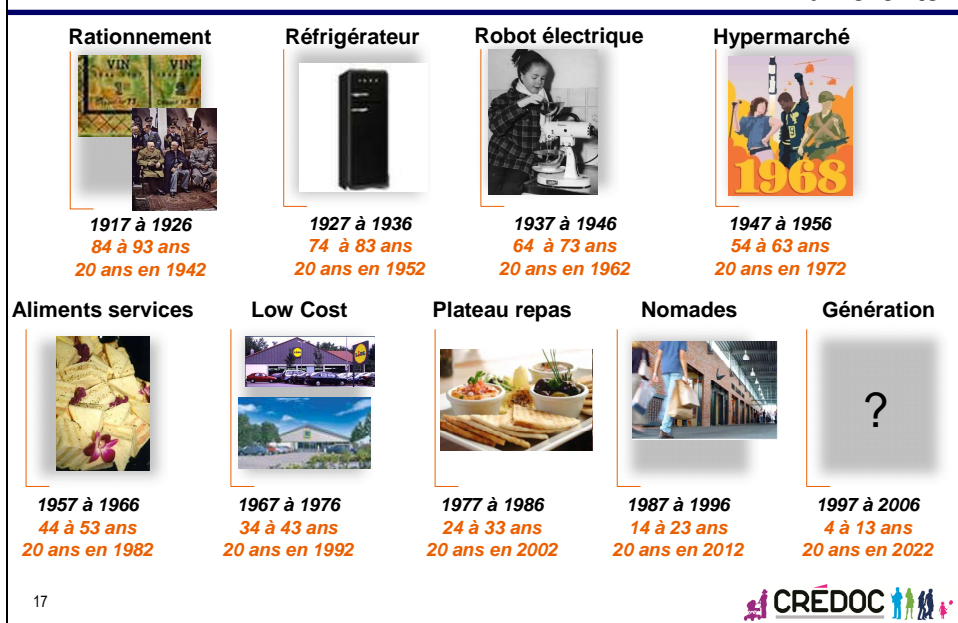 Rationnement
Réfrigérateur
Robot électrique
Hypermarché
VIN
VIN
1968
1917 à 1926
84 à 93 ans
20 ans en 1942
1927 à 1936
74 à 83 ans
20 ans en 1952
1937 à 1946
64 à 73 ans
20 ans en 1962
1947 à 1956
54 à 63 ans
20 ans en 1972
Aliments services
Low Cost
Plateau repas
Nomades
Génération
?
1957 à 1966
44 à 53 ans
20 ans en 1982
1967 à 1976
34 à 43 ans
20 ans en 1992
1977 à 1986
24 à 33 ans
20 ans en 2002
1987 à 1996
14 à 23 ans
20 ans en 2012
1997 à 2006
4 à 13 ans
20 ans en 2022
17
CRÉDOC